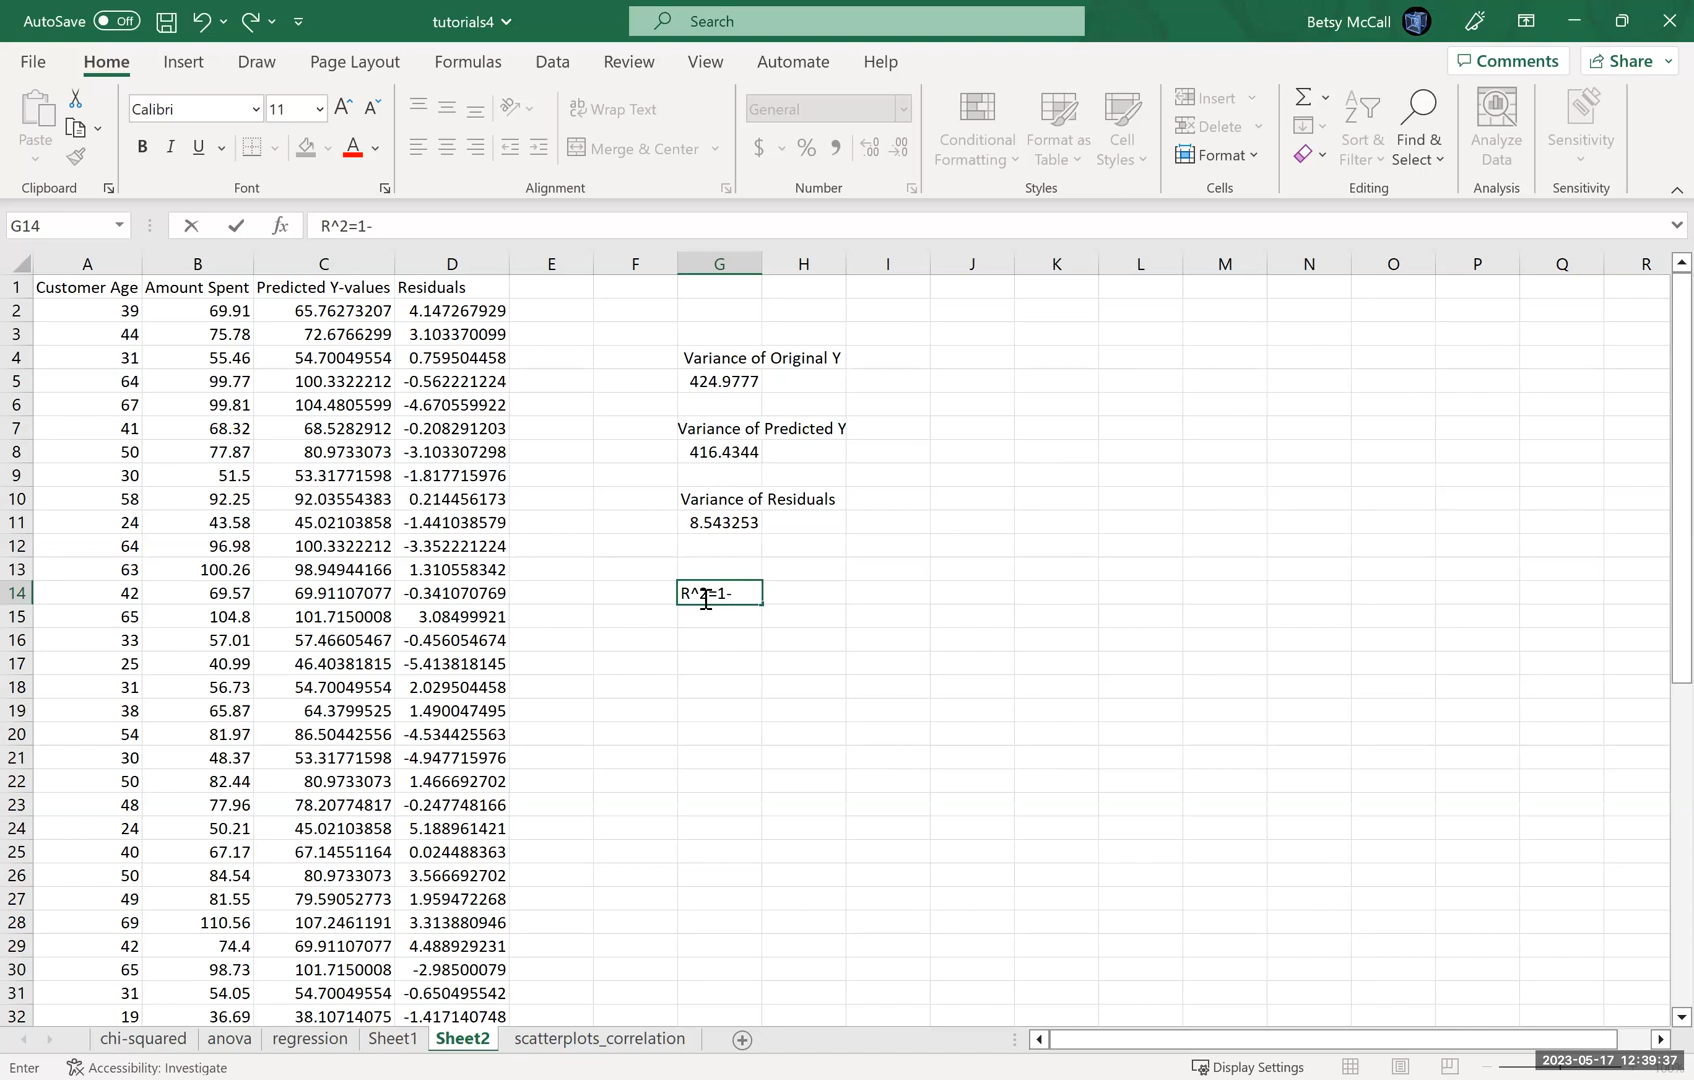 AutoSave Off tutorials4 Search Betsy McCall
File Home Insert Draw Page Layout Formulas Data Review View Automate Help Comments Share
Paste
Clipboard
Calibri 11 A^ A
B I U A
Font
ab Wrap Text
Merge & Center
Alignment
General
$ % 9 .00
Number
Conditional Formatting
Format as Table
Cell Styles
Styles
Insert
Delete
Format
Cells
Σ
Sort & Filter
Find & Select
Editing
Analyze Data
Analysis
Sensitivity
Sensitivity
G14 fx R^2=1-
A B C D E F G H I J K L M N O P Q R
1 Customer Age Amount Spent Predicted Y-values Residuals
2 39 69.91 65.76273207 4.147267929
3 44 75.78 72.6766299 3.103370099
4 31 55.46 54.70049554 0.759504458 Variance of Original Y
5 64 99.77 100.3322212 -0.562221224 424.9777
6 67 99.81 104.4805599 -4.670559922
7 41 68.32 68.5282912 -0.208291203 Variance of Predicted Y
8 50 77.87 80.9733073 -3.103307298 416.4344
9 30 51.5 53.31771598 -1.817715976
10 58 92.25 92.03554383 0.214456173 Variance of Residuals
11 24 43.58 45.02103858 -1.441038579 8.543253
12 64 96.98 100.3322212 -3.352221224
13 63 100.26 98.94944166 1.310558342
14 42 69.57 69.91107077 -0.341070769 R^2=1-
15 65 104.8 101.7150008 3.08499921
16 33 57.01 57.46605467 -0.456054674
17 25 40.99 46.40381815 -5.413818145
18 31 56.73 54.70049554 2.029504458
19 38 65.87 64.3799525 1.490047495
20 54 81.97 86.50442556 -4.534425563
21 30 48.37 53.31771598 -4.947715976
22 50 82.44 80.9733073 1.466692702
23 48 77.96 78.20774817 -0.247748166
24 24 50.21 45.02103858 5.188961421
25 40 67.17 67.14551164 0.024488363
26 50 84.54 80.9733073 3.566692702
27 49 81.55 79.59052773 1.959472268
28 69 110.56 107.2461191 3.313880946
29 42 74.4 69.91107077 4.488929231
30 65 98.73 101.7150008 -2.98500079
31 31 54.05 54.70049554 -0.650495542
32 19 36.69 38.10714075 -1.417140748
chi-squared anova regression Sheet1 Sheet2 scatterplots_correlation
Enter Accessibility: Investigate Display Settings 2023-05-17 12:39:37